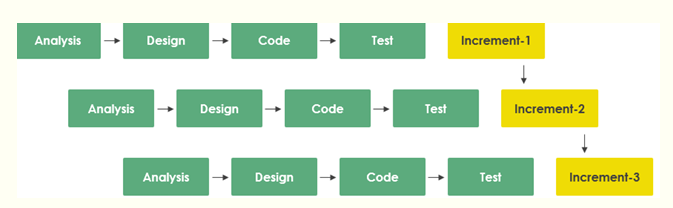 Analysis Design Code Test Increment-1
Analysis Design Code Test Increment-2
Analysis Design Code Test Increment-3